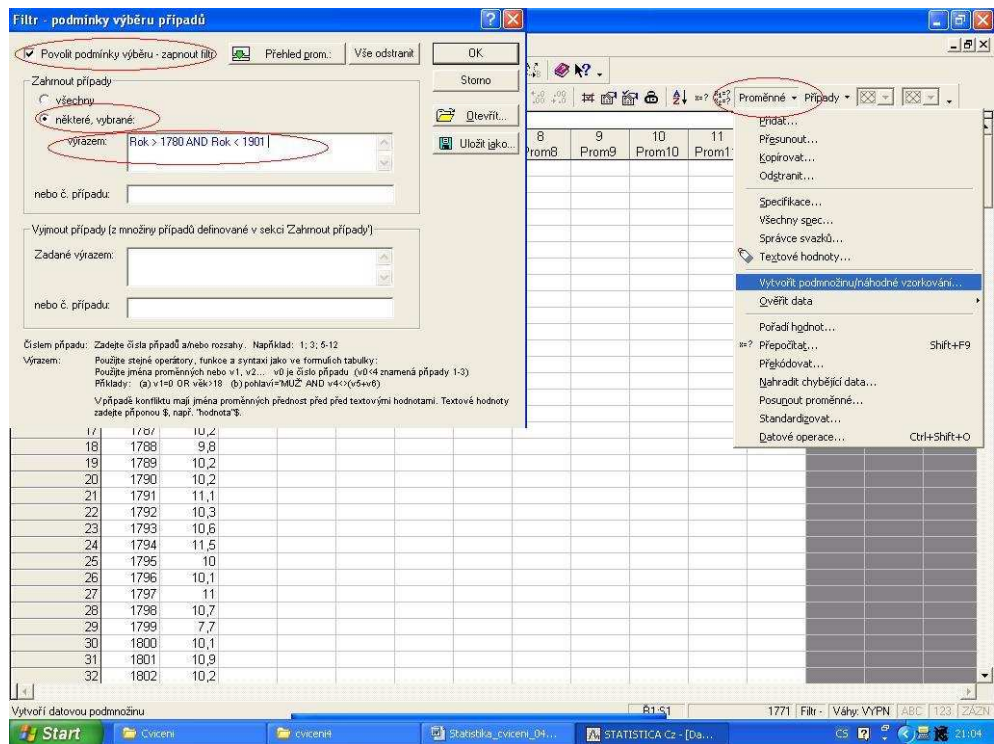 Filtr - podmínky výběru případů
Povolit podmínky výběru - zapnout filtr
Přehled prom.:
Vše odstranit
OK
Storno
Otevřít...
Uložit jako...
Zahrnout případy
všechny
některé, vybrané:
výrazem:
Rok > 1780 AND Rok < 1901
nebo č. případu:
Vyjmout případy (z množiny případů definované v sekci 'Zahrnout případy')
Zadané výrazem:
nebo č. případu:
Číslem případu: Zadejte čísla případů a/nebo rozsahy. Například: 1; 3; 5-12
Výrazem: Použijte stejné operátory, funkce a syntaxi jako ve formulích tabulky:
Použijte jména proměnných nebo v1, v2... v0 je číslo případu (v0<4 znamená případy 1-3)
Příklady: (a) v1=0 OR věk>18 (b) pohlaví='MUŽ' AND v4<>(v5+v6)
V případě konfliktu mají jména proměnných přednost před před textovými hodnotami. Textové hodnoty
zadejte příponou $, např. "hodnota"$.
Proměnné
Případy
8 9 10 11
Prom8 Prom9 Prom10 Prom11
Přidat...
Přesunout...
Kopírovat...
Odstranit...
Specifikace...
Všechny spec...
Správce svazků...
Textové hodnoty...
Vytvořit podmnožinu/náhodné vzorkování...
Ověřit data
Pořadí hodnot...
x=? Přepočítat... Shift+F9
Překódovat...
Nahradit chybějící data...
Posunout proměnné...
Standardizovat...
Datové operace... Ctrl+Shift+O
17 1787 10,2
18 1788 9,8
19 1789 10,2
20 1790 10,2
21 1791 11,1
22 1792 10,3
23 1793 10,6
24 1794 11,5
25 1795 10
26 1796 10,1
27 1797 11
28 1798 10,7
29 1799 7,7
30 1800 10,1
31 1801 10,9
32 1802 10,2
Vytvoří datovou podmnožinu
Ř1,S1
1771
Filtr -
Váhy: VYPN
ABC
123
ZÁZN
Start
Cviceni
cviceni4
Statistika_cviceni_04...
STATISTICA Cz - [Da...
CS
21:04